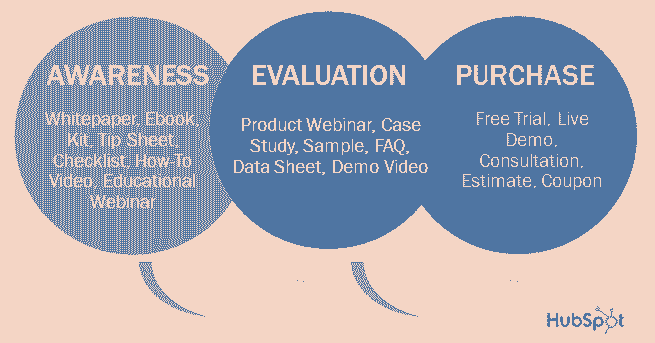 AWARENESS
Whitepaper, Ebook,
Kit, Tip Sheet,
Checklist, How-To
Video, Educational
Webinar
EVALUATION
Product Webinar, Case
Study, Sample, FAQ,
Data Sheet, Demo Video
PURCHASE
Free Trial, Live
Demo,
Consultation,
Estimate, Coupon
HubSpot